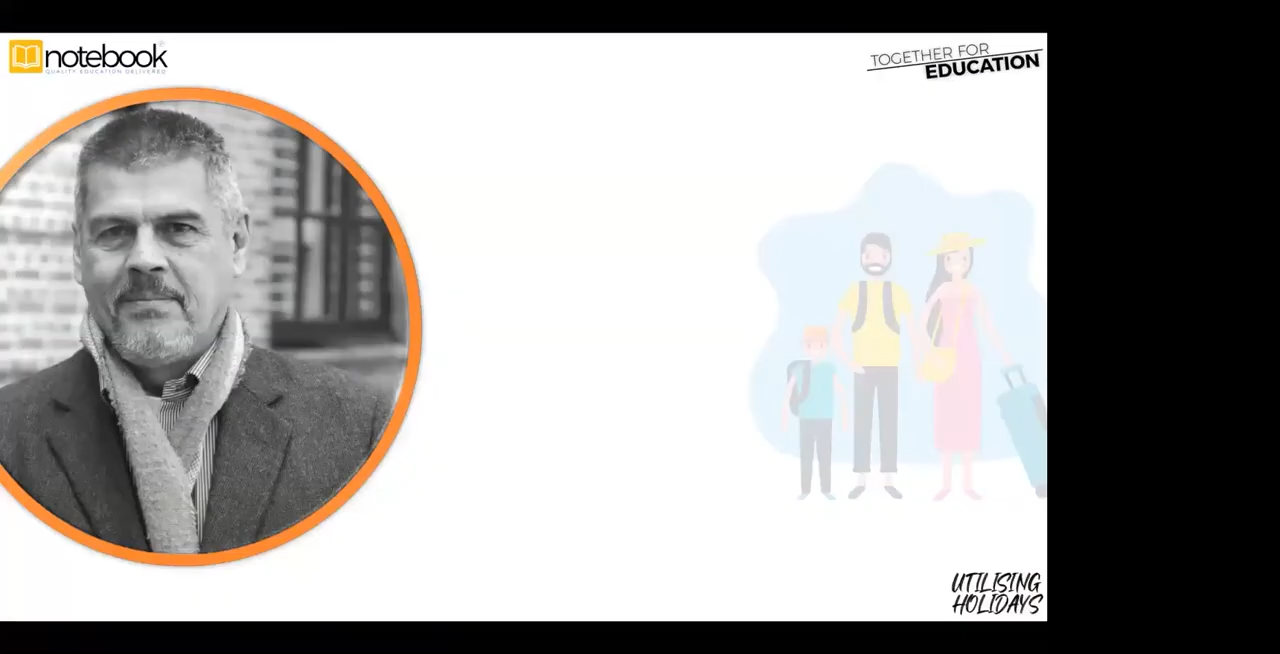 notebook
QUALITY EDUCATION DELIVERED
TOGETHER FOR
EDUCATION
UTILISING
HOLIDAYS